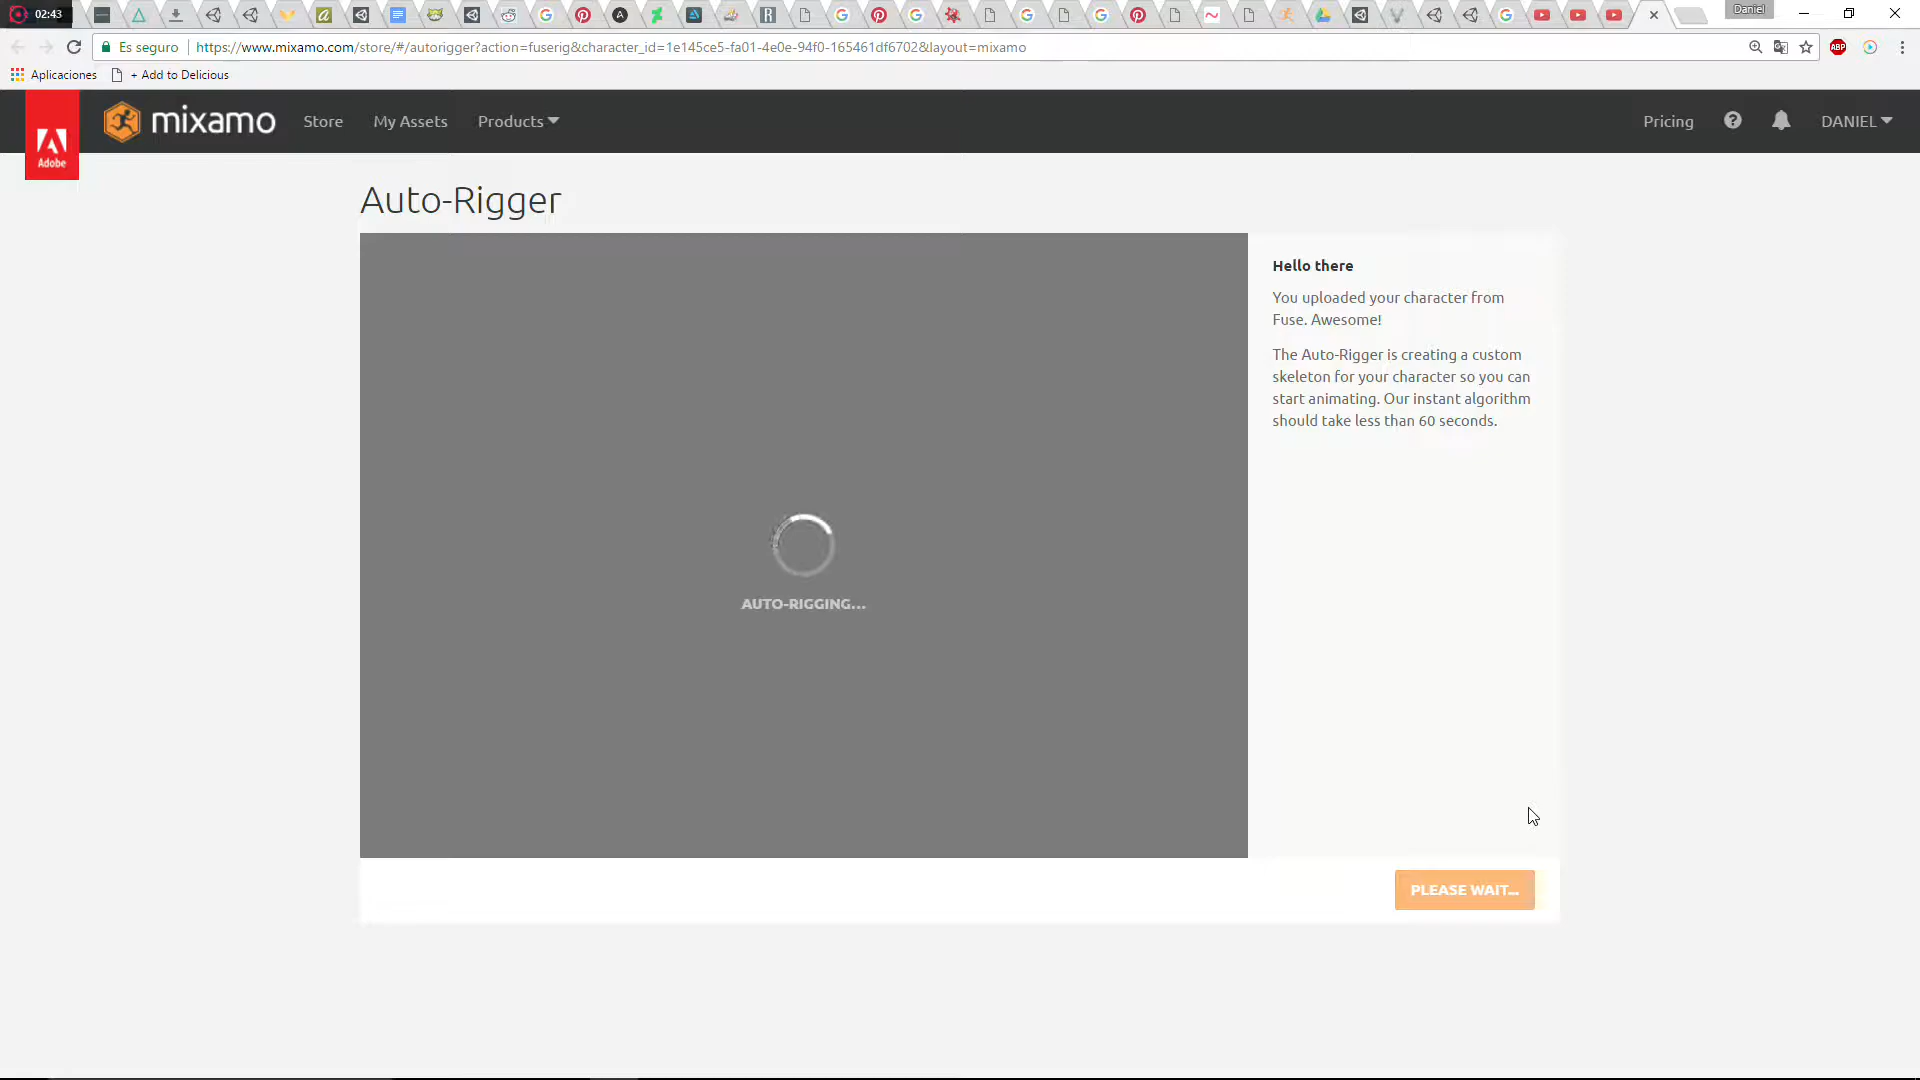 02:43
Daniel
Es seguro
https://www.mixamo.com/store/#/autorigger?action=fuserig&character_id=1e145ce5-fa01-4e0e-94f0-165461df6702&layout=mixamo
ABP
Aplicaciones
+ Add to Delicious
Adobe
mixamo
Store
My Assets
Products
Pricing
DANIEL
Auto-Rigger
Hello there
You uploaded your character from
Fuse. Awesome!
The Auto-Rigger is creating a custom
skeleton for your character so you can
start animating. Our instant algorithm
should take less than 60 seconds.
AUTO-RIGGING...
PLEASE WAIT...